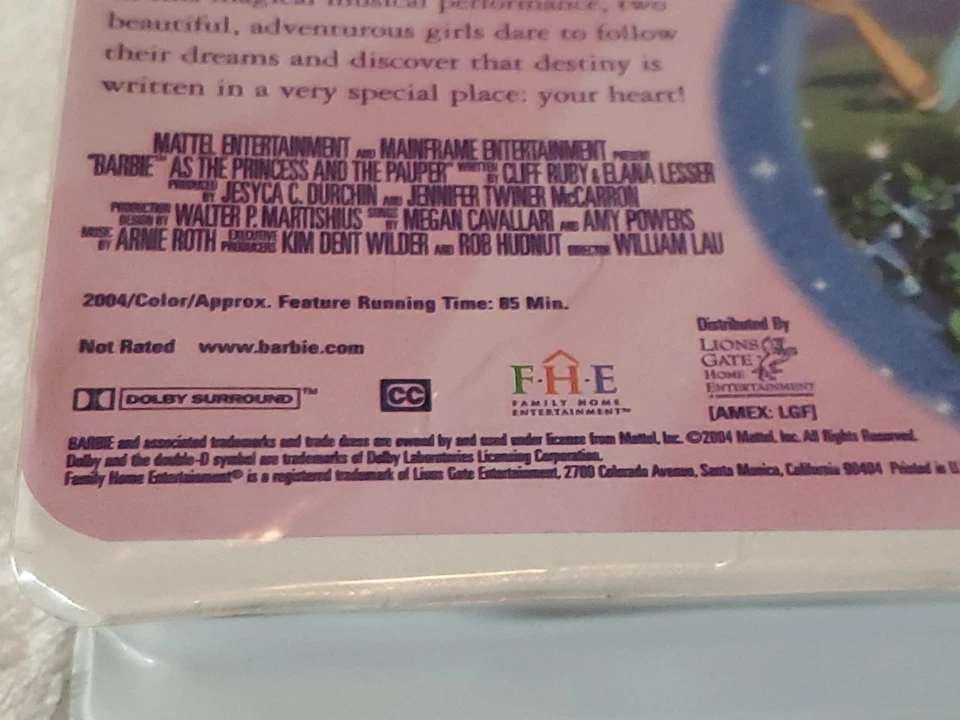 magical musical performance, two
beautiful, adventurous girls dare to follow
their dreams and discover that destiny is
written in a very special place: your heart!
MATTEL ENTERTAINMENT AND MAINFRAME ENTERTAINMENT PRESENT
"BARBIE™ AS THE PRINCESS AND THE PAUPER" WRITTEN BY CLIFF RUBY & ELANA LESSER
PRODUCED BY JESYCA C. DURCHIN AND JENNIFER TWINER McCARRON
PRODUCTION DESIGN BY WALTER P. MARTISHIUS SONGS BY MEGAN CAVALLARI AND AMY POWERS
MUSIC BY ARNIE ROTH EXECUTIVE PRODUCERS KIM DENT WILDER AND ROB HUDNUT DIRECTOR WILLIAM LAU
2004/Color/Approx. Feature Running Time: 85 Min.
Not Rated www.barbie.com
DOLBY SURROUND™
CC
F·H·E
FAMILY HOME
ENTERTAINMENT™
Distributed By
LIONS
GATE
HOME
ENTERTAINMENT
[AMEX: LGF]
BARBIE and associated trademarks and trade dress are owned by and used under license from Mattel, Inc. ©2004 Mattel, Inc. All Rights Reserved.
Dolby and the double-D symbol are trademarks of Dolby Laboratories Licensing Corporation.
Family Home Entertainment® is a registered trademark of Lions Gate Entertainment, 2700 Colorado Avenue, Santa Monica, California 90404 Printed in U.